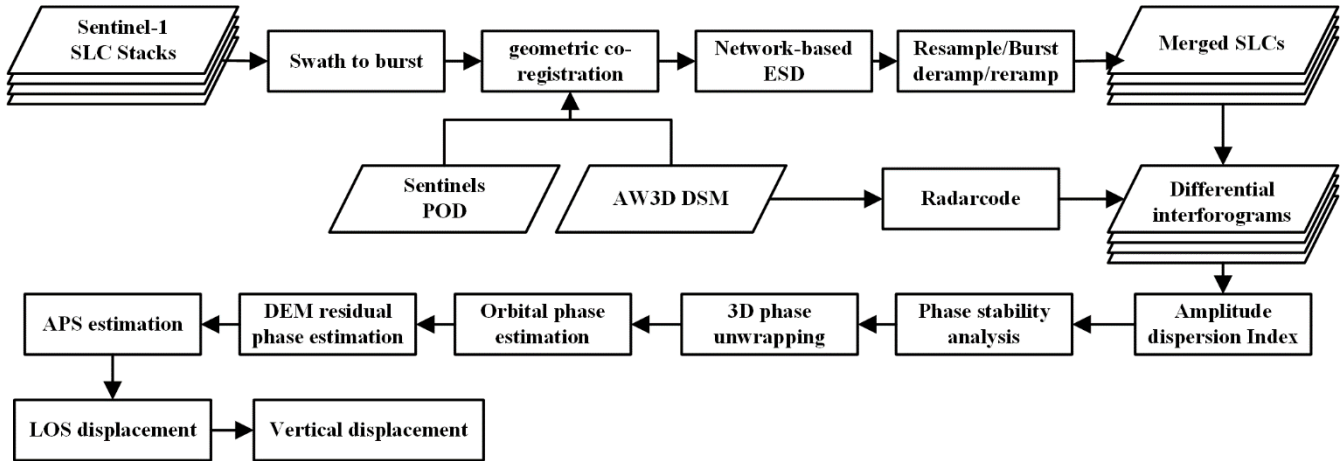 Sentinel-1
SLC Stacks
Swath to burst
geometric co-
registration
Network-based
ESD
Resample/Burst
deramp/reramp
Merged SLCs
Sentinels
POD
AW3D DSM
Radarcode
Differential
interforograms
APS estimation
DEM residual
phase estimation
Orbital phase
estimation
3D phase
unwrapping
Phase stability
analysis
Amplitude
dispersion Index
LOS displacement
Vertical displacement